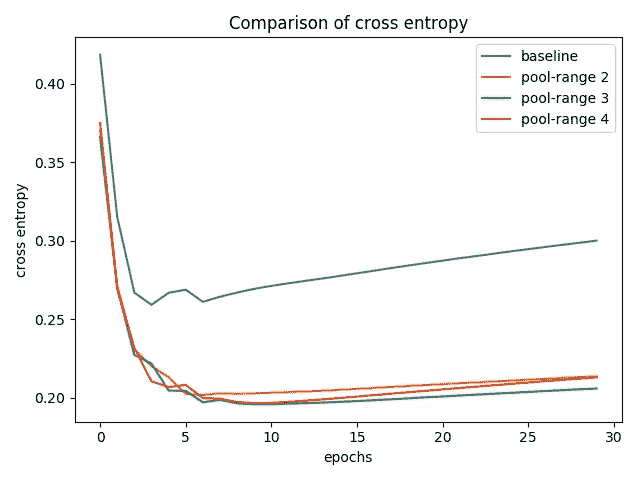 Comparison of cross entropy
baseline
pool-range 2
pool-range 3
pool-range 4
cross entropy
0.40
0.35
0.30
0.25
0.20
0 5 10 15 20 25 30
epochs